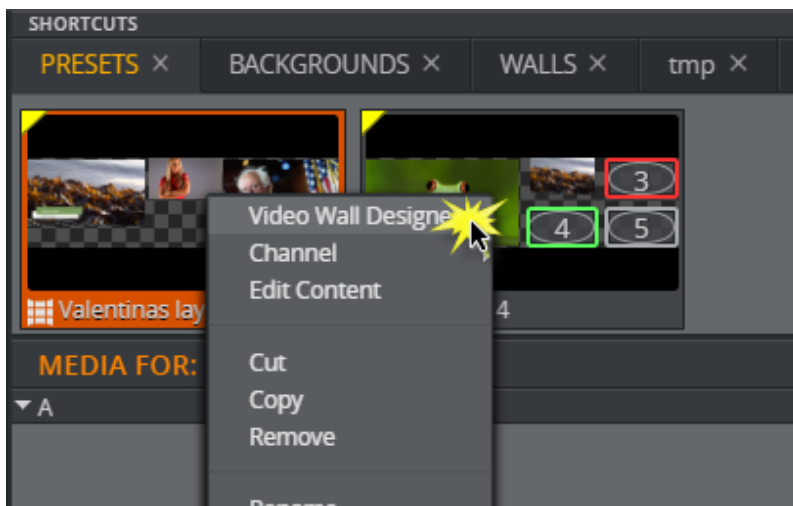 SHORTCUTS
PRESETS × BACKGROUNDS × WALLS × tmp ×
3
4 5
Valentinas lay
4
Video Wall Designe
Channel
Edit Content
Cut
Copy
Remove
Rename
MEDIA FOR:
A